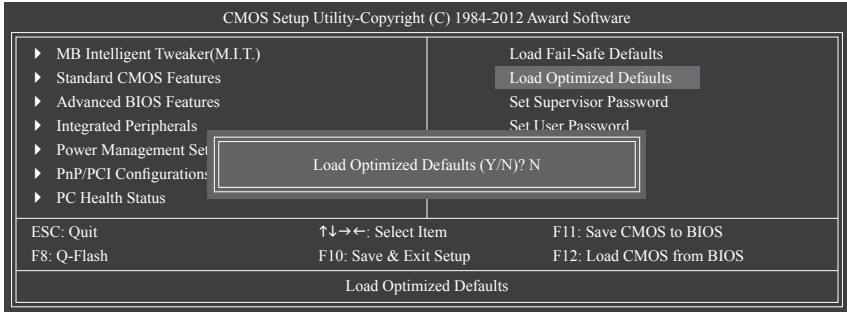 CMOS Setup Utility-Copyright (C) 1984-2012 Award Software
MB Intelligent Tweaker(M.I.T.)
Standard CMOS Features
Advanced BIOS Features
Integrated Peripherals
Power Management Set
PnP/PCI Configurations
PC Health Status
Load Fail-Safe Defaults
Load Optimized Defaults
Set Supervisor Password
Set User Password
Load Optimized Defaults (Y/N)? N
ESC: Quit ↑↓→←: Select Item F11: Save CMOS to BIOS
F8: Q-Flash F10: Save & Exit Setup F12: Load CMOS from BIOS
Load Optimized Defaults